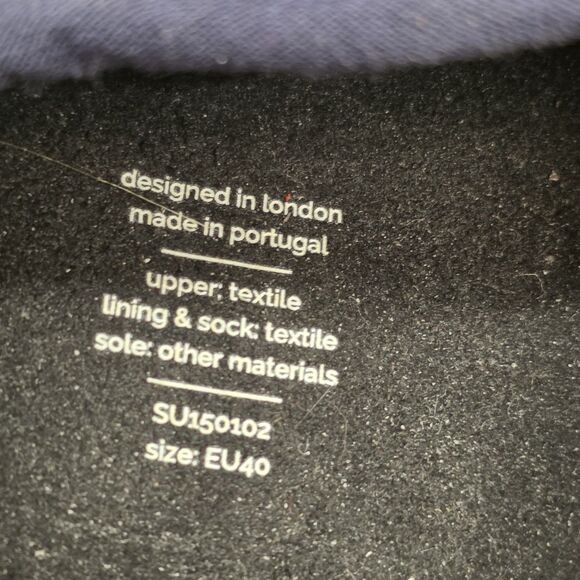 designed in london
made in portugal
upper: textile
lining & sock: textile
sole: other materials
SU150102
size: EU40